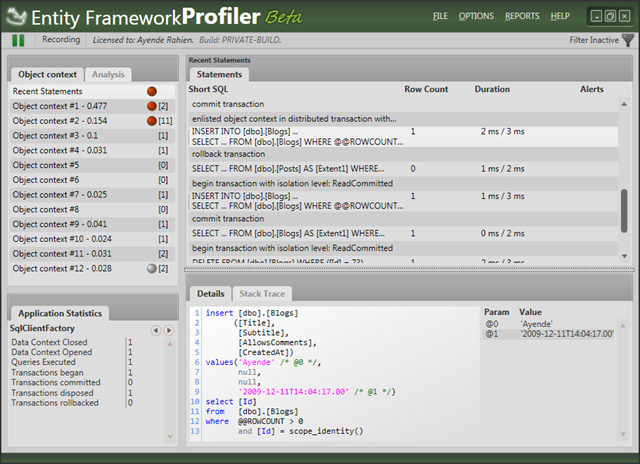 Entity FrameworkProfiler Beta
FILE OPTIONS REPORTS HELP
Recording Licensed to: Ayende Rahien. Build: PRIVATE-BUILD.
Filter Inactive
Object context Analysis
Recent Statements
Object context #1 - 0.477 [2]
Object context #2 - 0.154 [11]
Object context #3 - 0.1 [1]
Object context #4 - 0.031 [1]
Object context #5 [0]
Object context #6 [0]
Object context #7 - 0.025 [1]
Object context #8 [0]
Object context #9 - 0.041 [1]
Object context #10 - 0.024 [1]
Object context #11 - 0.031 [2]
Object context #12 - 0.028 [2]
Application Statistics
SqlClientFactory
Data Context Closed 1
Data Context Opened 1
Queries Executed 1
Transactions began 1
Transactions committed 0
Transactions disposed 1
Transactions rollbacked 0
Recent Statements
Statements
Short SQL Row Count Duration Alerts
commit transaction
enlisted object context in distributed transaction with...
INSERT INTO [dbo].[Blogs] ... 1 2 ms / 3 ms
SELECT ... FROM [dbo].[Blogs] WHERE @@ROWCOUNT...
rollback transaction
SELECT ... FROM [dbo].[Posts] AS [Extent1] WHERE... 0 1 ms / 2 ms
begin transaction with isolation level: ReadCommitted
INSERT INTO [dbo].[Blogs] ... 1 1 ms / 3 ms
SELECT ... FROM [dbo].[Blogs] WHERE @@ROWCOUNT...
commit transaction
SELECT ... FROM [dbo].[Blogs] AS [Extent1] WHERE... 1 0 ms / 2 ms
begin transaction with isolation level: ReadCommitted
DELETE FROM [dbo].[Blogs] WHERE ([Id] = 73) 1 2 ms / 3 ms
Details Stack Trace
1 insert [dbo].[Blogs]
2 ([Title],
3 [Subtitle],
4 [AllowsComments],
5 [CreatedAt])
6 values('Ayende' /* @0 */,
7 null,
8 null,
9 '2009-12-11T14:04:17.00' /* @1 */)
10 select [Id]
11 from [dbo].[Blogs]
12 where @@ROWCOUNT > 0
13 and [Id] = scope_identity()
Param Value
@0 'Ayende'
@1 '2009-12-11T14:04:17.00'